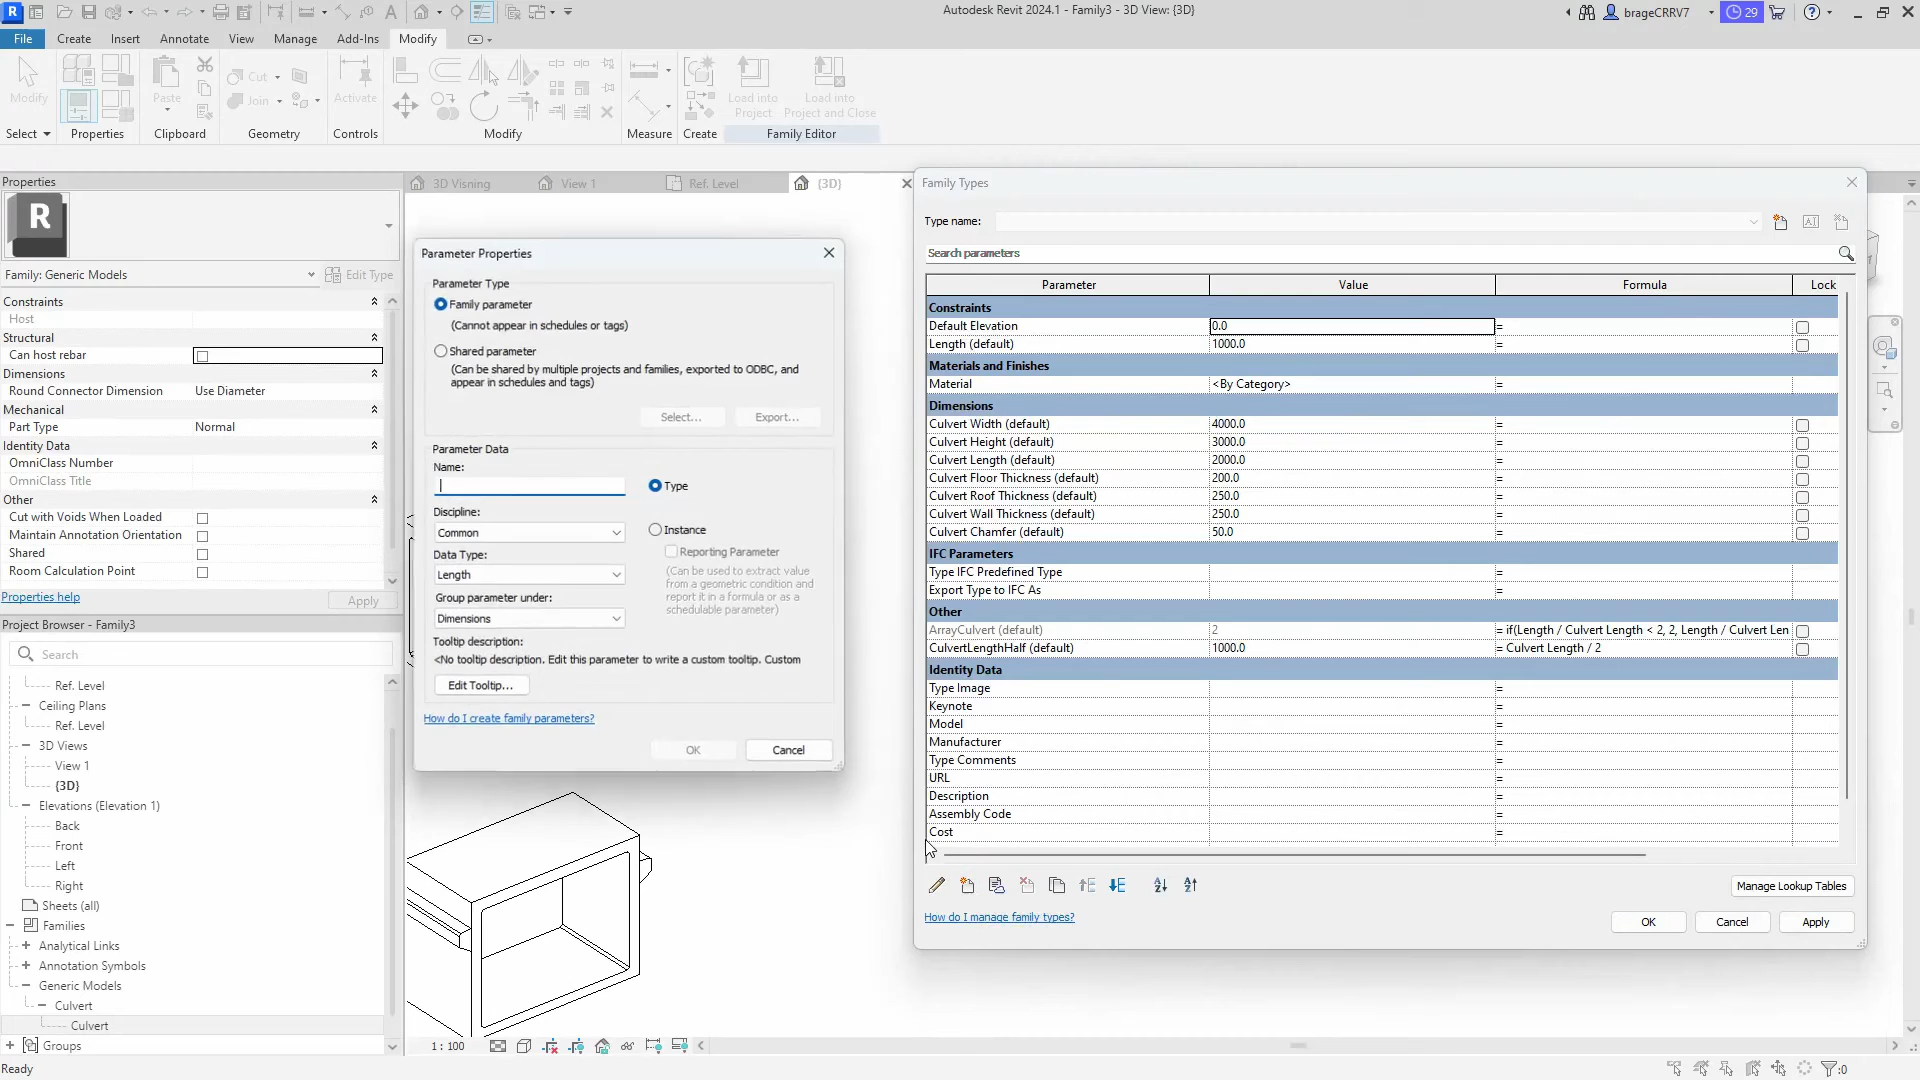 Autodesk Revit 2024.1 - Family3 - 3D View: {3D}
brageCRRV7
29
File
Create
Insert
Annotate
View
Manage
Add-Ins
Modify
Modify
Paste
Cut
Join
Activate
Load into
Project
Load into
Project and Close
Select
Properties
Clipboard
Geometry
Controls
Modify
Measure
Create
Family Editor
Properties
R
Family: Generic Models
Edit Type
Constraints
Host
Structural
Can host rebar
Dimensions
Round Connector Dimension Use Diameter
Mechanical
Part Type Normal
Identity Data
OmniClass Number
OmniClass Title
Other
Cut with Voids When Loaded
Maintain Annotation Orientation
Shared
Room Calculation Point
Properties help
Apply
Project Browser - Family3
Search
Ref. Level
Ceiling Plans
Ref. Level
3D Views
View 1
{3D}
Elevations (Elevation 1)
Back
Front
Left
Right
Sheets (all)
Families
Analytical Links
Annotation Symbols
Generic Models
Culvert
Culvert
Groups
Ready
3D Visning
View 1
Ref. Level
{3D}
Parameter Properties
Parameter Type
Family parameter
(Cannot appear in schedules or tags)
Shared parameter
(Can be shared by multiple projects and families, exported to ODBC, and
appear in schedules and tags)
Select...
Export...
Parameter Data
Name:
Type
Discipline:
Common
Instance
Data Type:
Reporting Parameter
Length
(Can be used to extract value
from a geometric condition and
report it in a formula or as a
schedulable parameter)
Group parameter under:
Dimensions
Tooltip description:
<No tooltip description. Edit this parameter to write a custom tooltip. Custom
Edit Tooltip...
How do I create family parameters?
OK
Cancel
1 : 100
Family Types
Type name:
Search parameters
Parameter Value Formula Lock
Constraints
Default Elevation 0.0 =
Length (default) 1000.0 =
Materials and Finishes
Material <By Category> =
Dimensions
Culvert Width (default) 4000.0 =
Culvert Height (default) 3000.0 =
Culvert Length (default) 2000.0 =
Culvert Floor Thickness (default) 200.0 =
Culvert Roof Thickness (default) 250.0 =
Culvert Wall Thickness (default) 250.0 =
Culvert Chamfer (default) 50.0 =
IFC Parameters
Type IFC Predefined Type =
Export Type to IFC As =
Other
ArrayCulvert (default) 2 = if(Length / Culvert Length < 2, 2, Length / Culvert Len
CulvertLengthHalf (default) 1000.0 = Culvert Length / 2
Identity Data
Type Image =
Keynote =
Model =
Manufacturer =
Type Comments =
URL =
Description =
Assembly Code =
Cost =
Manage Lookup Tables
How do I manage family types?
OK
Cancel
Apply
:0